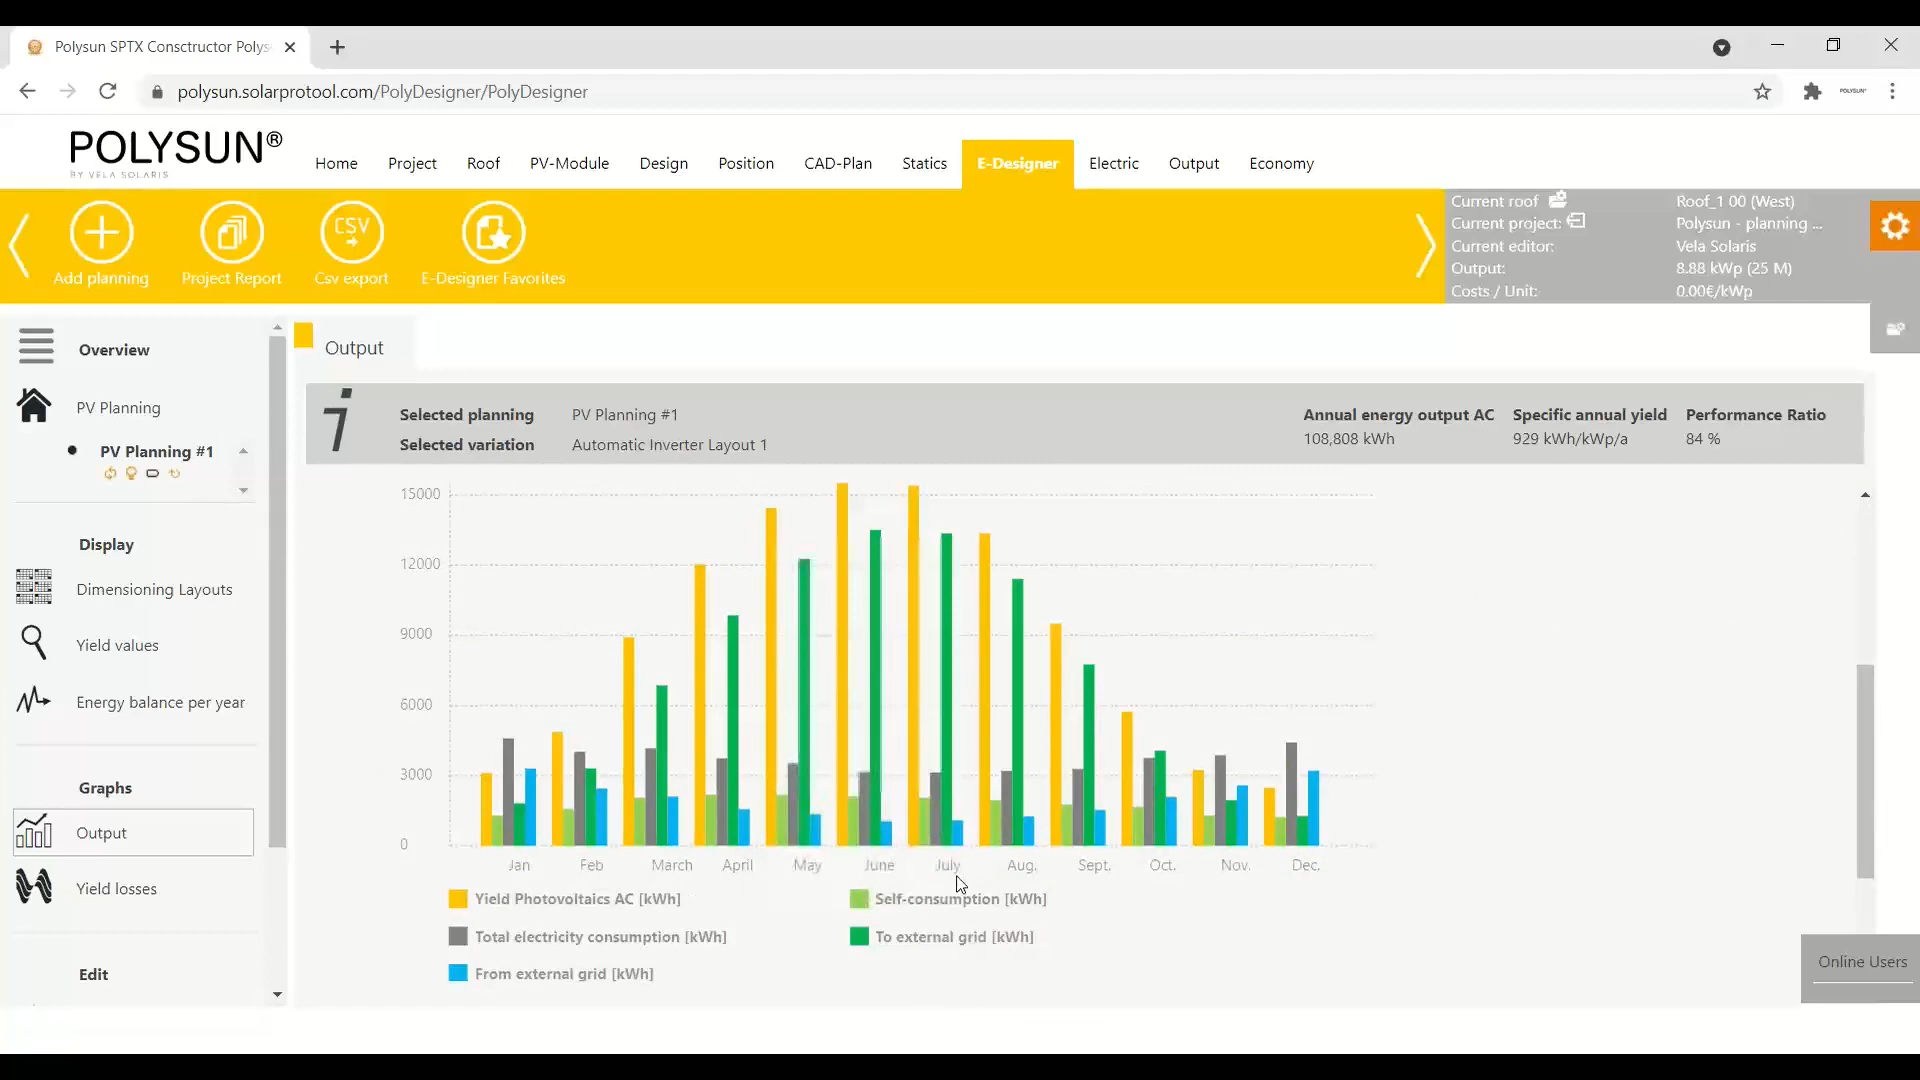 Polysun SPTX Consctructor Polys
polysun.solarprotool.com/PolyDesigner/PolyDesigner
POLYSUN®
POLYSUN®
BY VELA SOLARIS
Home Project Roof PV-Module Design Position CAD-Plan Statics E-Designer Electric Output Economy
CSV
Add planning Project Report Csv export E-Designer Favorites
Current roof Roof_1 00 (West)
Current project: Polysun - planning ...
Current editor: Vela Solaris
Output: 8.88 kWp (25 M)
Costs / Unit: 0.00€/kWp
Overview
PV Planning
PV Planning #1
Display
Dimensioning Layouts
Yield values
Energy balance per year
Graphs
Output
Yield losses
Edit
Output
i
Selected planning PV Planning #1
Selected variation Automatic Inverter Layout 1
Annual energy output AC Specific annual yield Performance Ratio
108,808 kWh 929 kWh/kWp/a 84 %
15000
12000
9000
6000
3000
0
Jan Feb March April May June July Aug. Sept. Oct. Nov. Dec.
Yield Photovoltaics AC [kWh] Self-consumption [kWh]
Total electricity consumption [kWh] To external grid [kWh]
From external grid [kWh]
Online Users